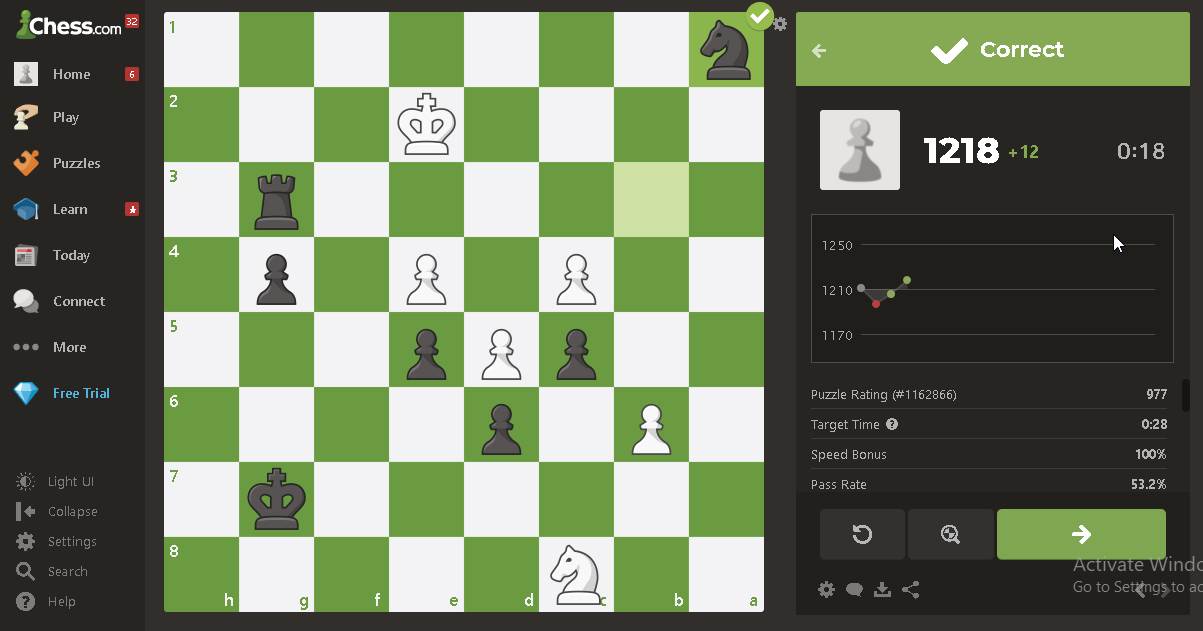 Chess.com 32
Home 6
Play
Puzzles
Learn
Today
Connect
More
Free Trial
Light UI
Collapse
Settings
Search
Help
1
2
3
4
5
6
7
8
h g f e d c b a
Correct
1218 +12 0:18
1250
1210
1170
Puzzle Rating (#1162866) 977
Target Time ? 0:28
Speed Bonus 100%
Pass Rate 53.2%
Activate Windo
Go to Settings to ac